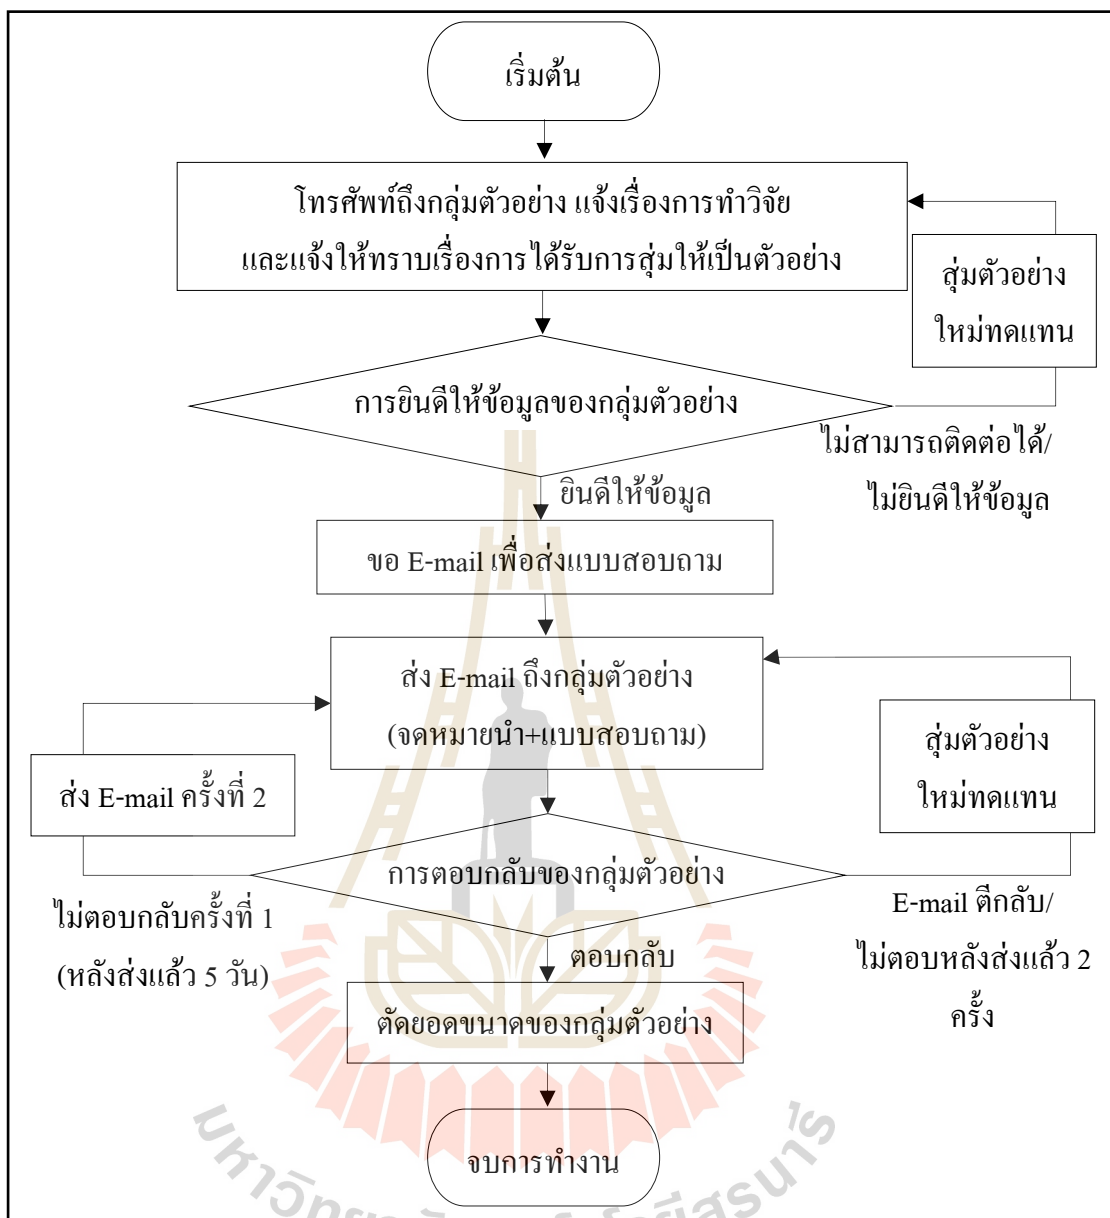 เริ่มต้น
โทรศัพท์ถึงกลุ่มตัวอย่าง แจ้งเรื่องการทำวิจัย
และแจ้งให้ทราบเรื่องการได้รับการสุ่มให้เป็นตัวอย่าง
สุ่มตัวอย่าง
ใหม่ทดแทน
การยินดีให้ข้อมูลของกลุ่มตัวอย่าง
ไม่สามารถติดต่อได้/
ไม่ยินดีให้ข้อมูล
ยินดีให้ข้อมูล
ขอ E-mail เพื่อส่งแบบสอบถาม
ส่ง E-mail ถึงกลุ่มตัวอย่าง
(จดหมายนำ+แบบสอบถาม)
สุ่มตัวอย่าง
ใหม่ทดแทน
ส่ง E-mail ครั้งที่ 2
การตอบกลับของกลุ่มตัวอย่าง
ไม่ตอบกลับครั้งที่ 1
(หลังส่งแล้ว 5 วัน)
E-mail ตีกลับ/
ไม่ตอบหลังส่งแล้ว 2
ครั้ง
ตอบกลับ
ตัดยอดขนาดของกลุ่มตัวอย่าง
จบการทำงาน